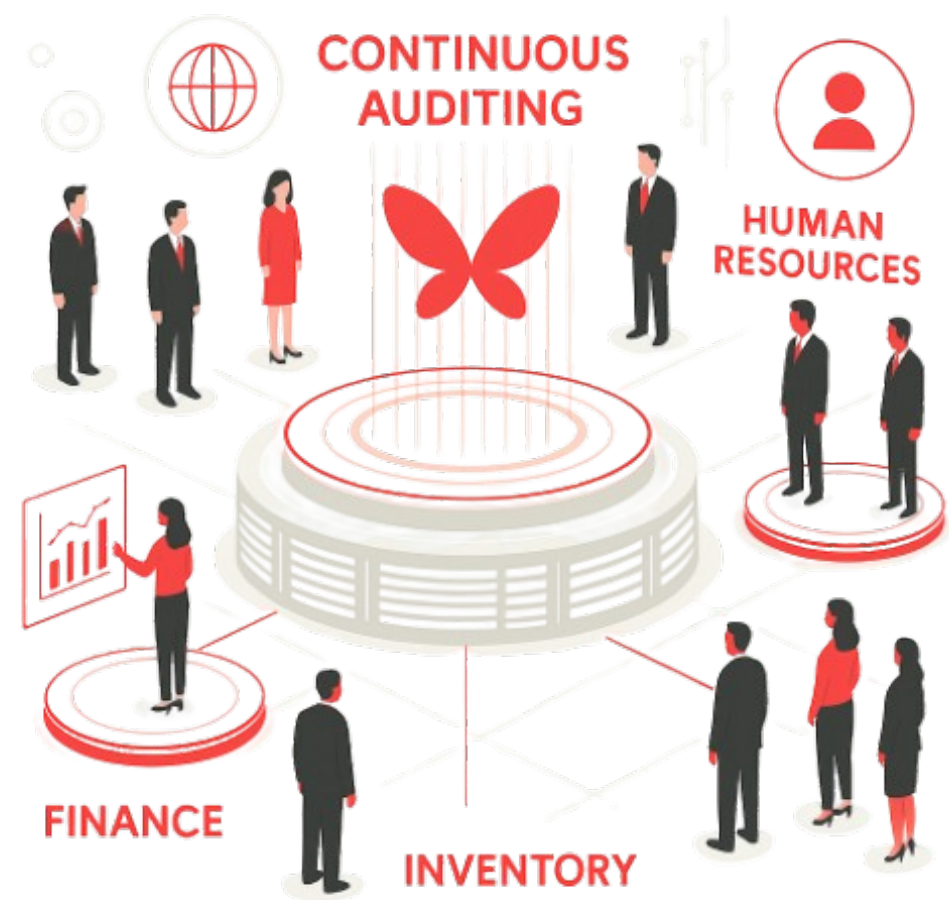 CONTINUOUS
AUDITING
HUMAN
RESOURCES
FINANCE
INVENTORY